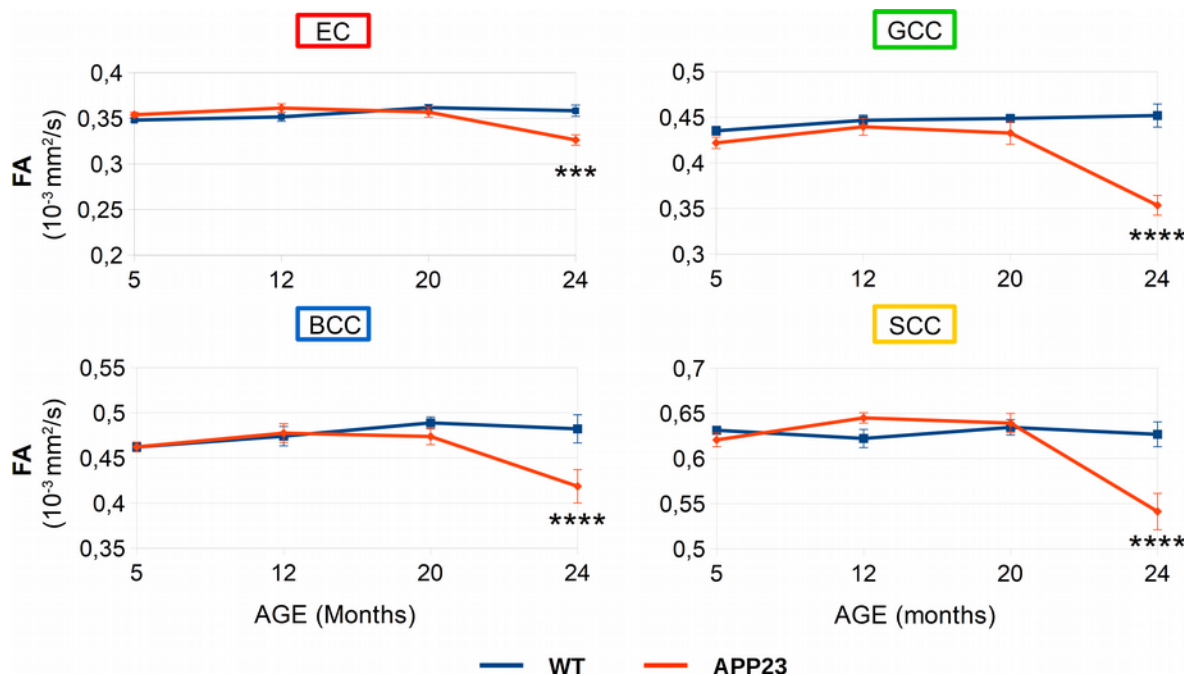 EC
GCC
0,4
0,35
0,3
0,25
0,2
FA
(10⁻³ mm²/s)
***
5 12 20 24
0,5
0,45
0,4
0,35
0,3
****
5 12 20 24
BCC
SCC
0,55
0,5
0,45
0,4
0,35
FA
(10⁻³ mm²/s)
****
5 12 20 24
AGE (Months)
0,7
0,65
0,6
0,55
0,5
****
5 12 20 24
AGE (months)
WT APP23